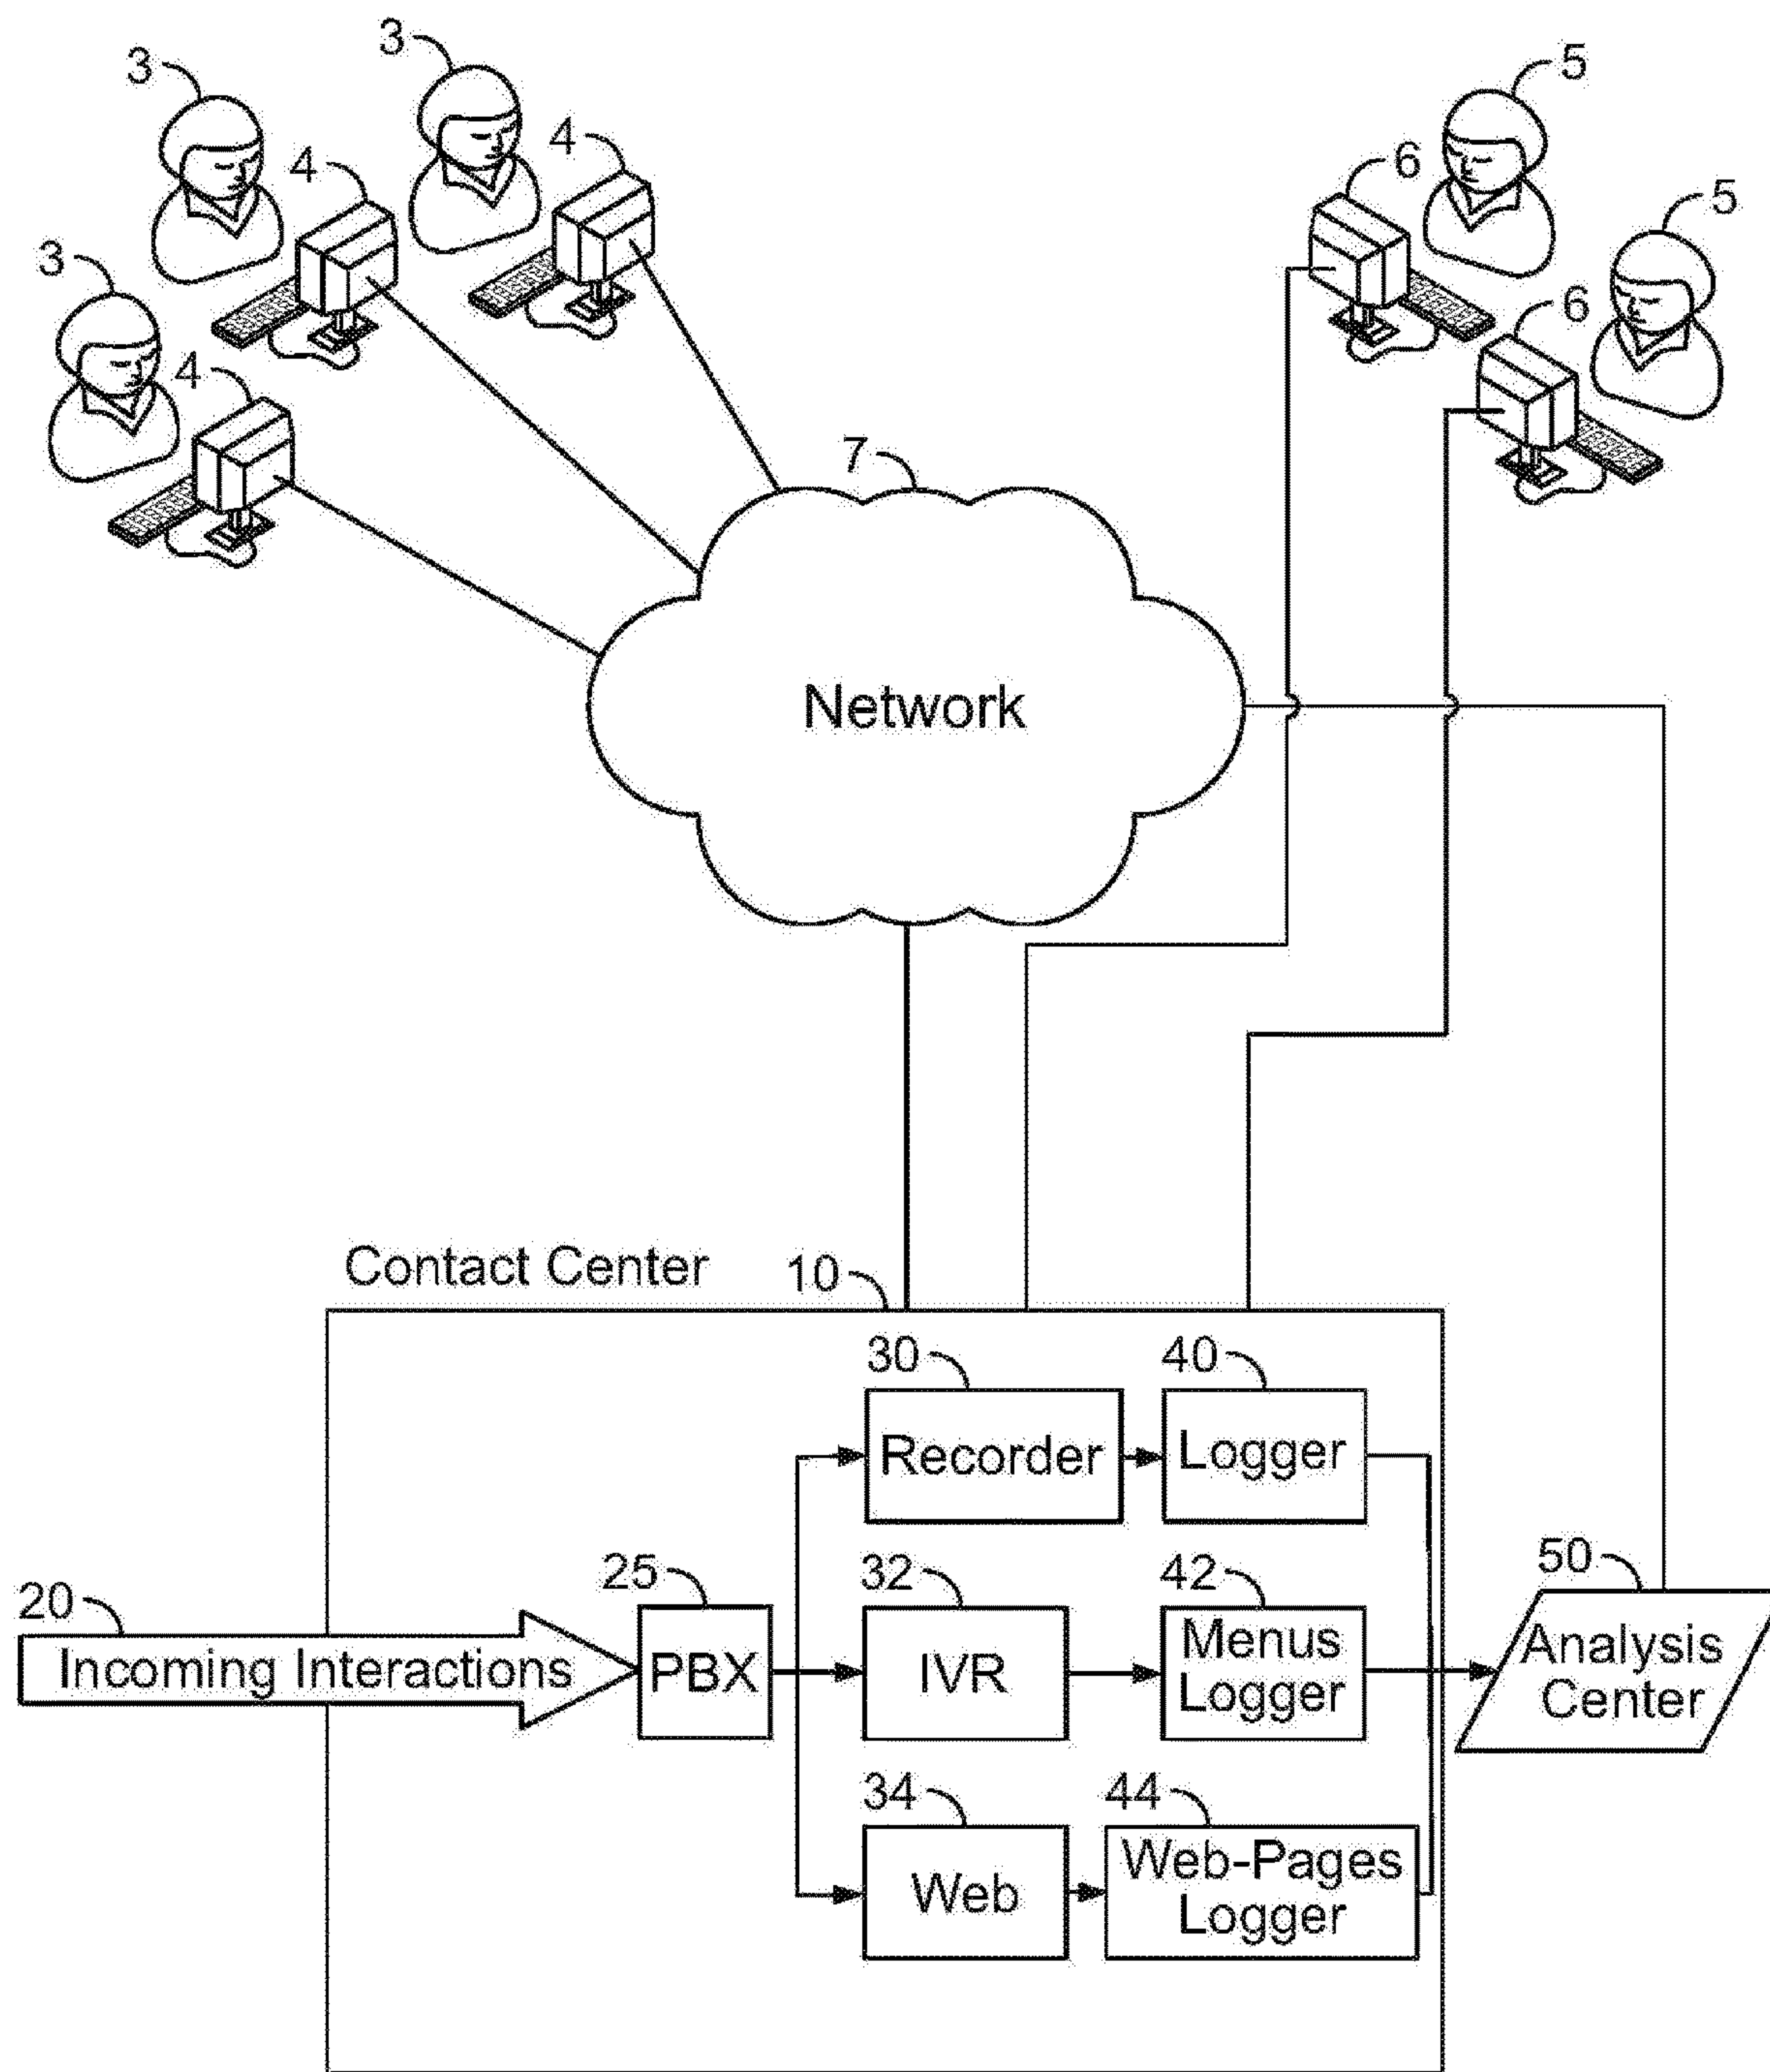 3
3
5
4
4
6
5
3
6
4
7
Network
Contact Center
10
30
40
Recorder
Logger
20
25
32
42
50
Incoming Interactions
PBX
IVR
Menus
Logger
Analysis
Center
34
44
Web
Web-Pages
Logger